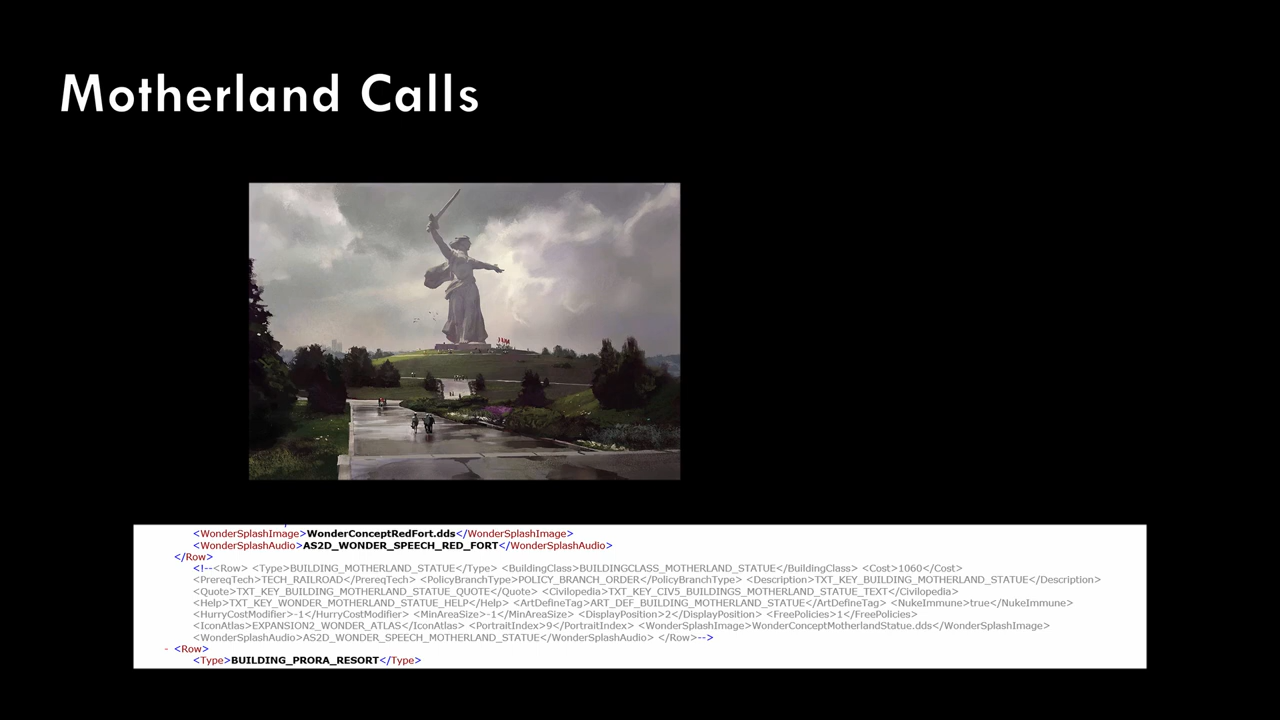 Motherland Calls
<WonderSplashImage>WonderConceptRedFort.dds</WonderSplashImage>
<WonderSplashAudio>AS2D_WONDER_SPEECH_RED_FORT</WonderSplashAudio>
</Row>
<!--<Row> <Type>BUILDING_MOTHERLAND_STATUE</Type> <BuildingClass>BUILDINGCLASS_MOTHERLAND_STATUE</BuildingClass> <Cost>1060</Cost>
<PrereqTech>TECH_RAILROAD</PrereqTech> <PolicyBranchType>POLICY_BRANCH_ORDER</PolicyBranchType> <Description>TXT_KEY_BUILDING_MOTHERLAND_STATUE</Description>
<Quote>TXT_KEY_BUILDING_MOTHERLAND_STATUE_QUOTE</Quote> <Civilopedia>TXT_KEY_CIV5_BUILDINGS_MOTHERLAND_STATUE_TEXT</Civilopedia>
<Help>TXT_KEY_WONDER_MOTHERLAND_STATUE_HELP</Help> <ArtDefineTag>ART_DEF_BUILDING_MOTHERLAND_STATUE</ArtDefineTag> <NukeImmune>true</NukeImmune>
<HurryCostModifier>-1</HurryCostModifier> <MinAreaSize>-1</MinAreaSize> <DisplayPosition>2</DisplayPosition> <FreePolicies>1</FreePolicies>
<IconAtlas>EXPANSION2_WONDER_ATLAS</IconAtlas> <PortraitIndex>9</PortraitIndex> <WonderSplashImage>WonderConceptMotherlandStatue.dds</WonderSplashImage>
<WonderSplashAudio>AS2D_WONDER_SPEECH_MOTHERLAND_STATUE</WonderSplashAudio> </Row>-->
- <Row>
<Type>BUILDING_PRORA_RESORT</Type>